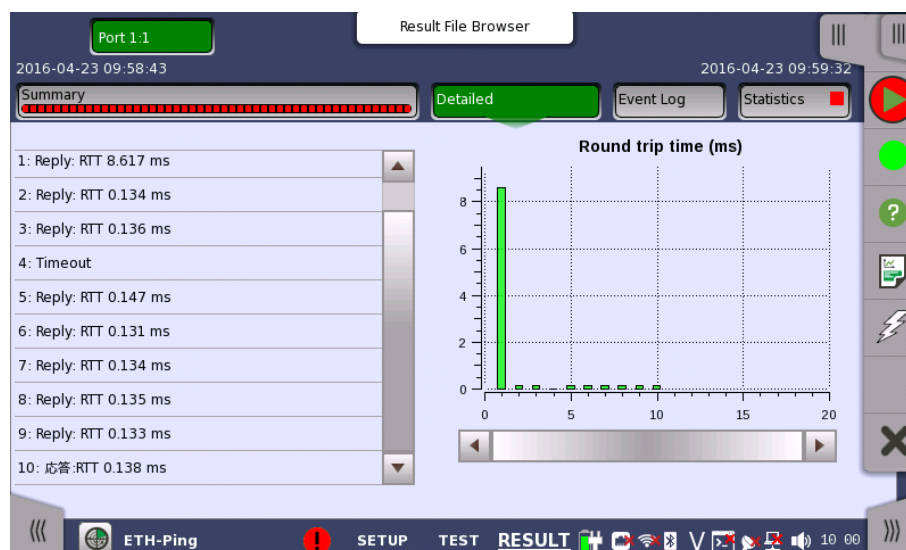 Port 1:1
Result File Browser
2016-04-23 09:58:43
2016-04-23 09:59:32
Summary
Detailed
Event Log
Statistics
1: Reply: RTT 8.617 ms
2: Reply: RTT 0.134 ms
3: Reply: RTT 0.136 ms
4: Timeout
5: Reply: RTT 0.147 ms
6: Reply: RTT 0.131 ms
7: Reply: RTT 0.134 ms
8: Reply: RTT 0.135 ms
9: Reply: RTT 0.133 ms
10: 応答:RTT 0.138 ms
Round trip time (ms)
8
6
4
2
0
0 5 10 15 20
ETH-Ping
SETUP TEST RESULT
V
10 00